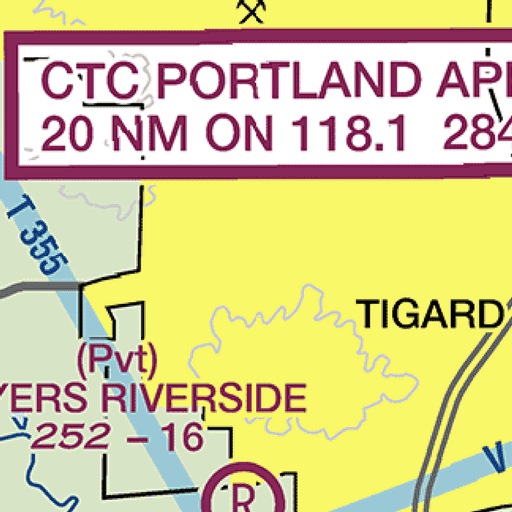 CTC PORTLAND AP
20 NM ON 118.1 284
T 355
TIGARD
(Pvt)
YERS RIVERSIDE
252 – 16
V
R